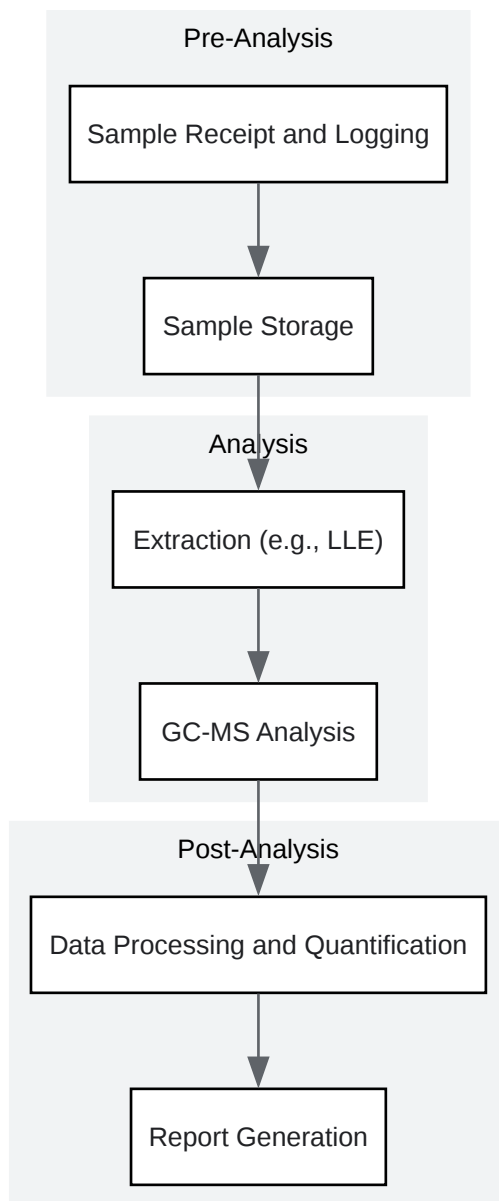 Pre-Analysis
Sample Receipt and Logging
Sample Storage
Analysis
Extraction (e.g., LLE)
GC-MS Analysis
Post-Analysis
Data Processing and Quantification
Report Generation